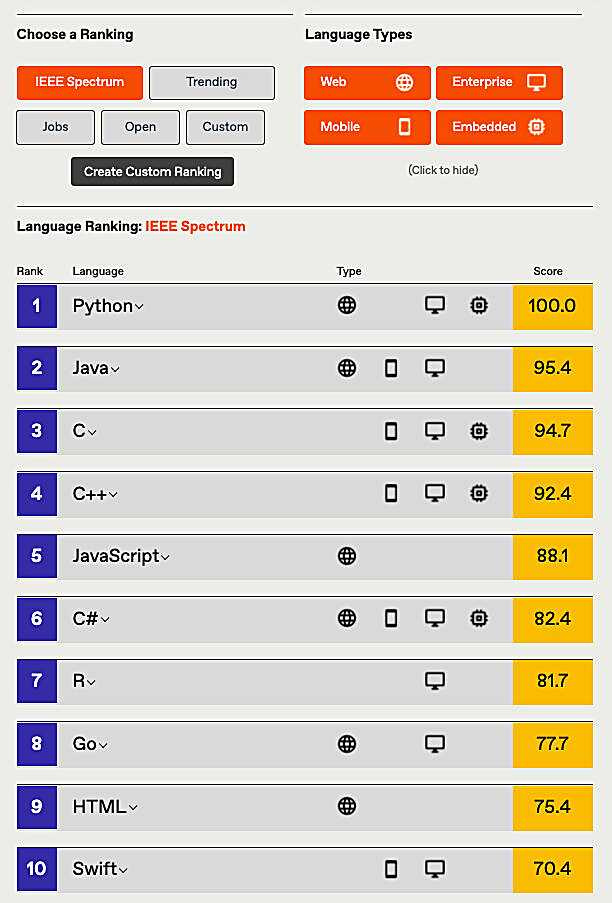 Choose a Ranking
Language Types
IEEE Spectrum
Trending
Web
Enterprise
Jobs
Open
Custom
Mobile
Embedded
Create Custom Ranking
(Click to hide)
Language Ranking: IEEE Spectrum
Rank Language Type Score
1 Python 100.0
2 Java 95.4
3 C 94.7
4 C++ 92.4
5 JavaScript 88.1
6 C# 82.4
7 R 81.7
8 Go 77.7
9 HTML 75.4
10 Swift 70.4